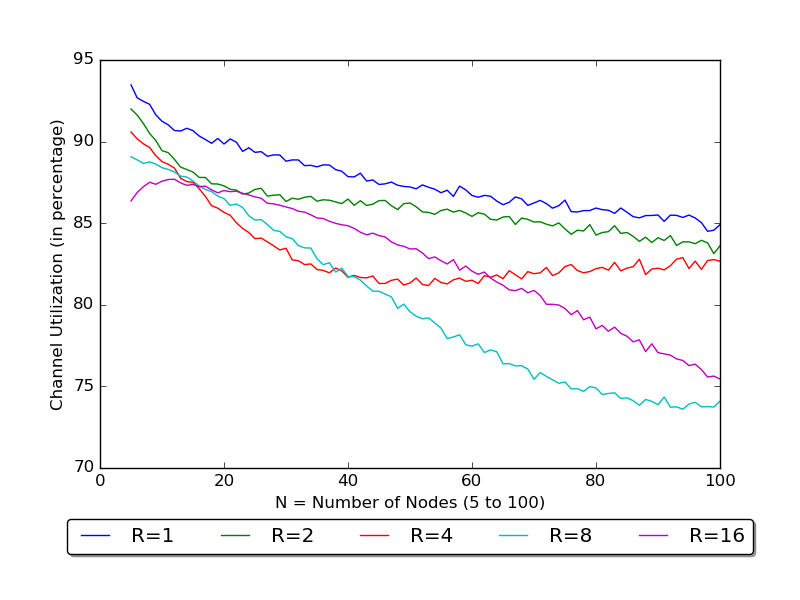 95
90
85
80
75
70
Channel Utilization (in percentage)
0 20 40 60 80 100
N = Number of Nodes (5 to 100)
R=1 R=2 R=4 R=8 R=16